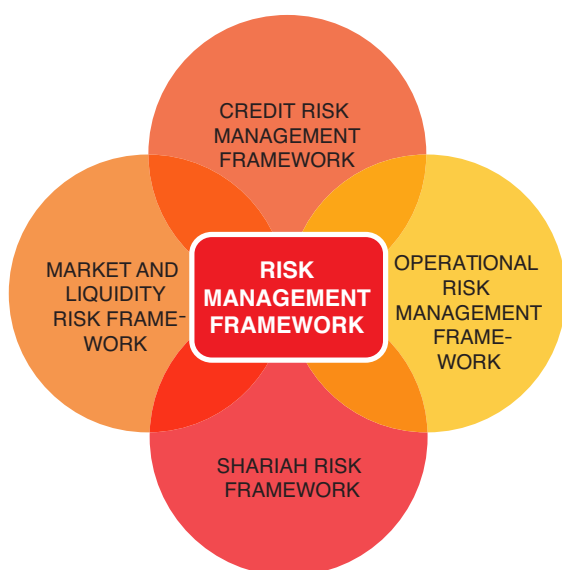 CREDIT RISK
MANAGEMENT
FRAMEWORK
MARKET AND
LIQUIDITY
RISK FRAME-
WORK
RISK
MANAGEMENT
FRAMEWORK
OPERATIONAL
RISK
MANAGEMENT
FRAME-
WORK
SHARIAH RISK
FRAMEWORK